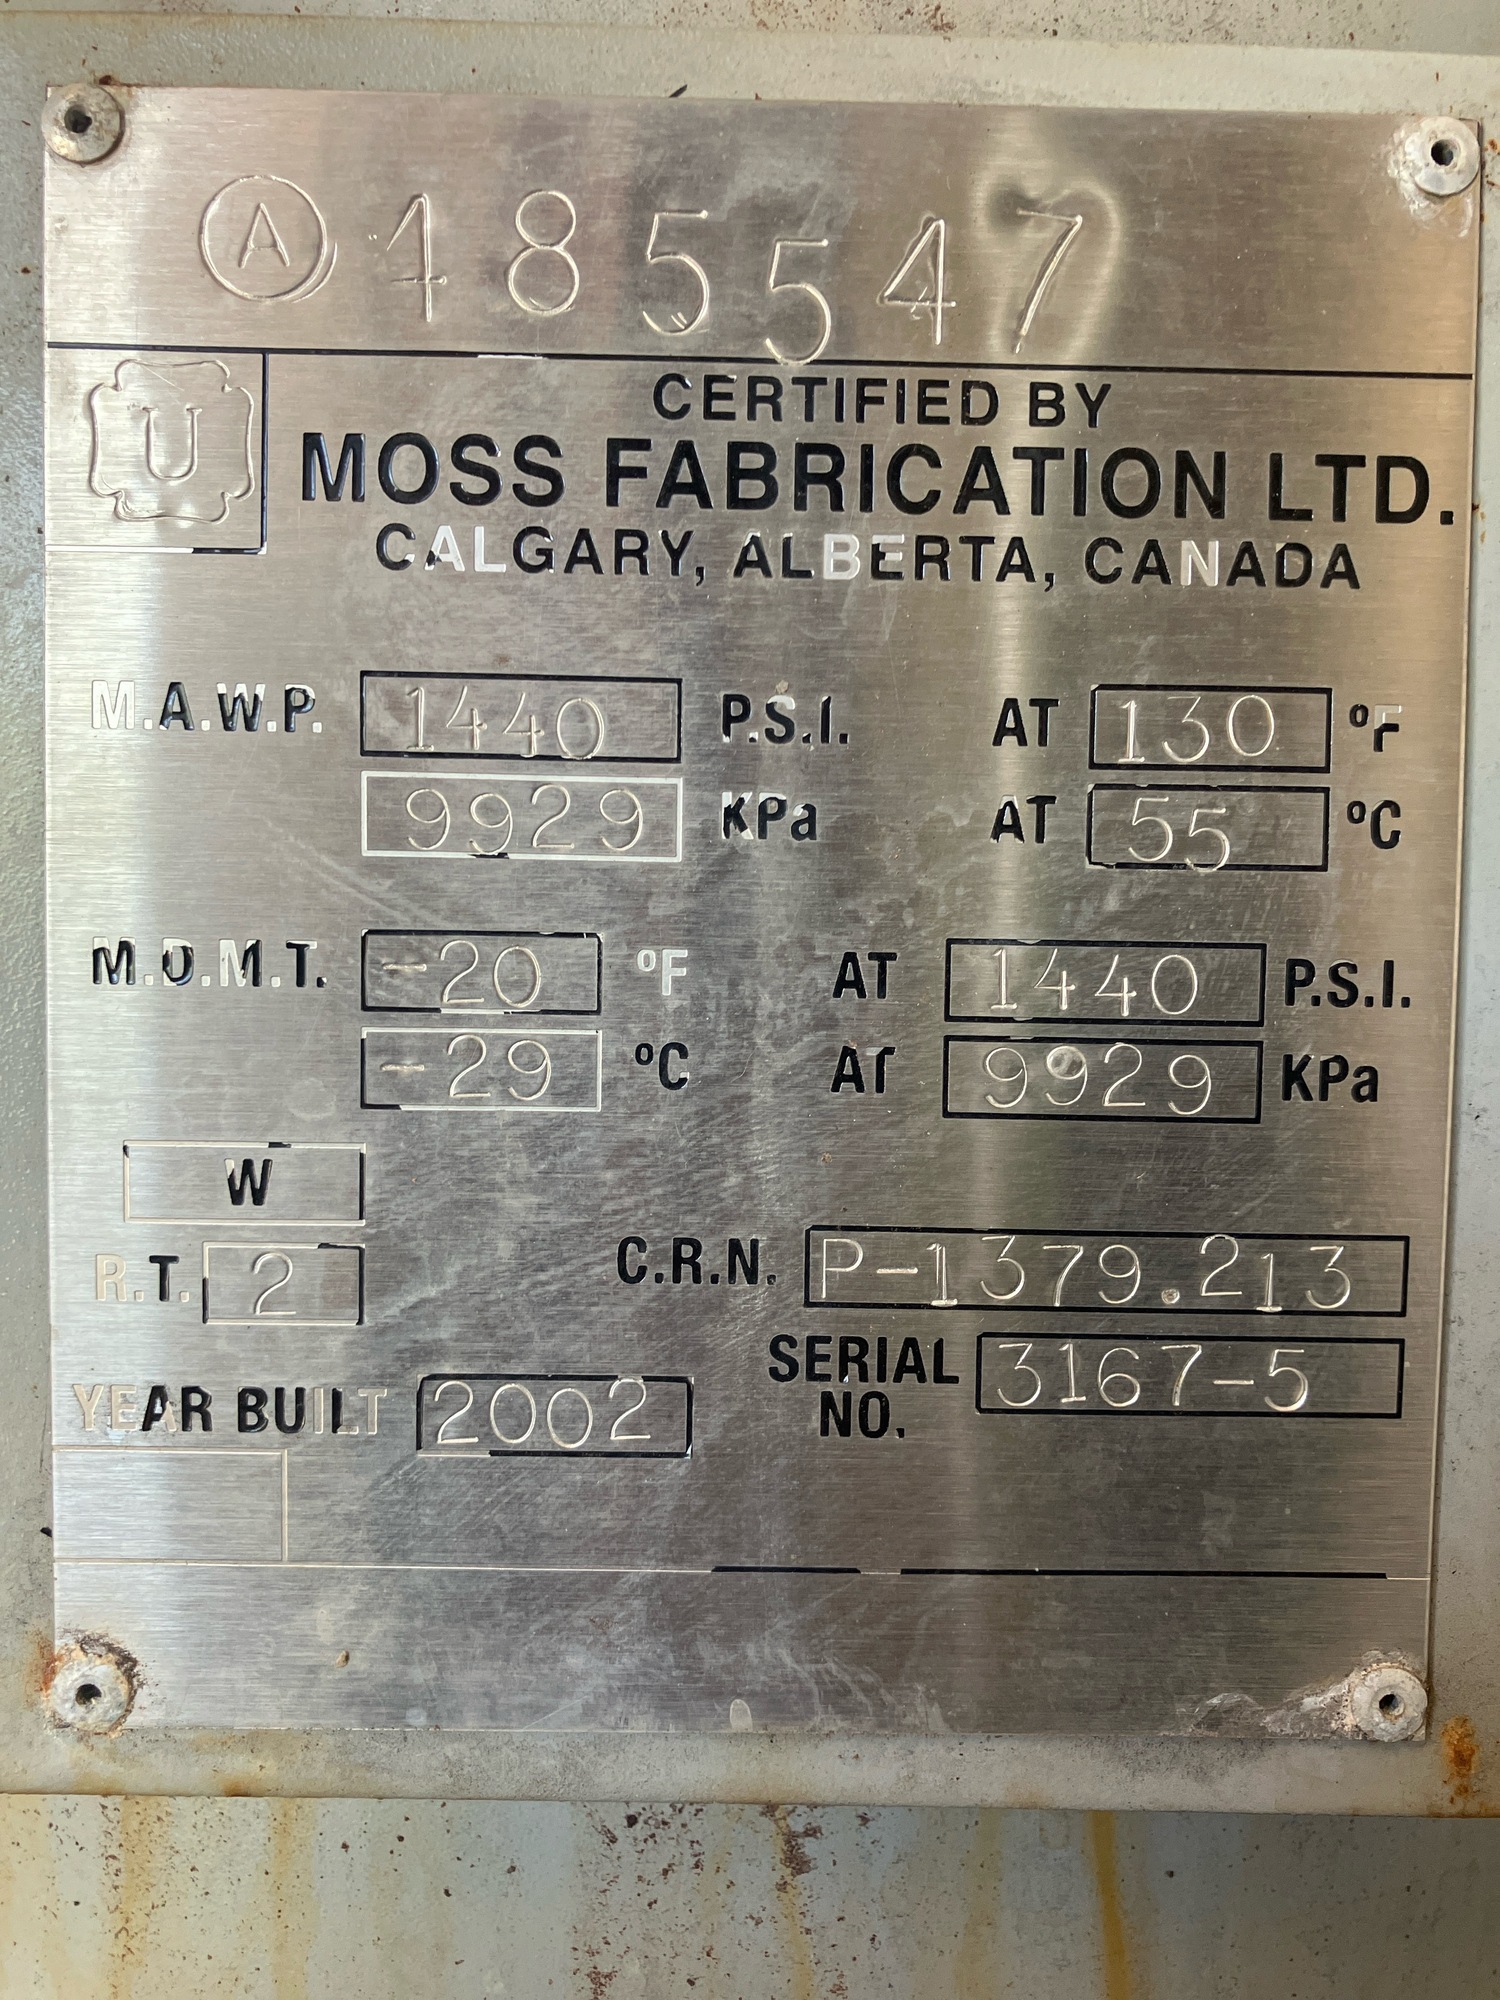 A 485547
U
CERTIFIED BY
MOSS FABRICATION LTD.
CALGARY, ALBERTA, CANADA
M.A.W.P. 1440 P.S.I. AT 130 °F
9929 KPa AT 55 °C
M.D.M.T. -20 °F AT 1440 P.S.I.
-29 °C AT 9929 KPa
W
R.T. 2 C.R.N. P-1379.213
YEAR BUILT 2002 SERIAL NO. 3167-5